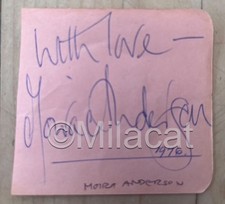 With love —
Moira Anderson
©Milacat
1970.
MOIRA ANDERSON